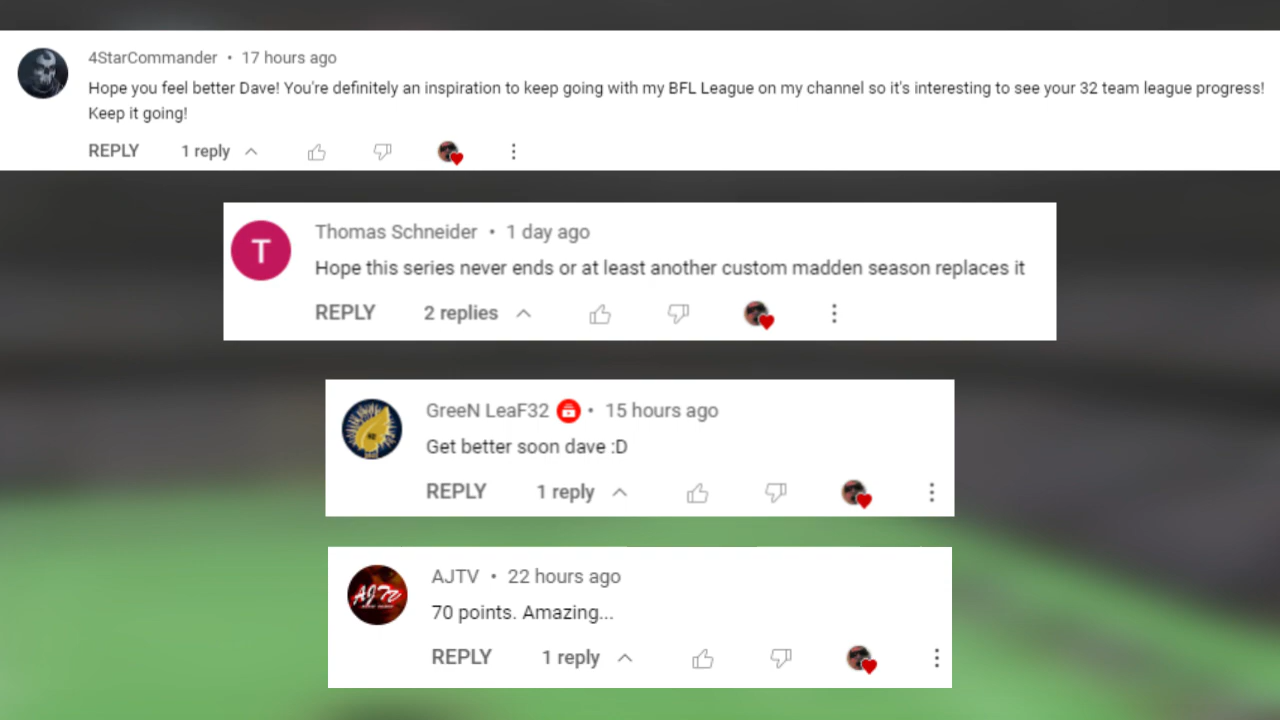 4StarCommander • 17 hours ago
Hope you feel better Dave! You're definitely an inspiration to keep going with my BFL League on my channel so it's interesting to see your 32 team league progress!
Keep it going!
REPLY 1 reply
T
Thomas Schneider • 1 day ago
Hope this series never ends or at least another custom madden season replaces it
REPLY 2 replies
GreeN LeaF32 • 15 hours ago
Get better soon dave :D
REPLY 1 reply
AJTV
AJTV • 22 hours ago
70 points. Amazing...
REPLY 1 reply